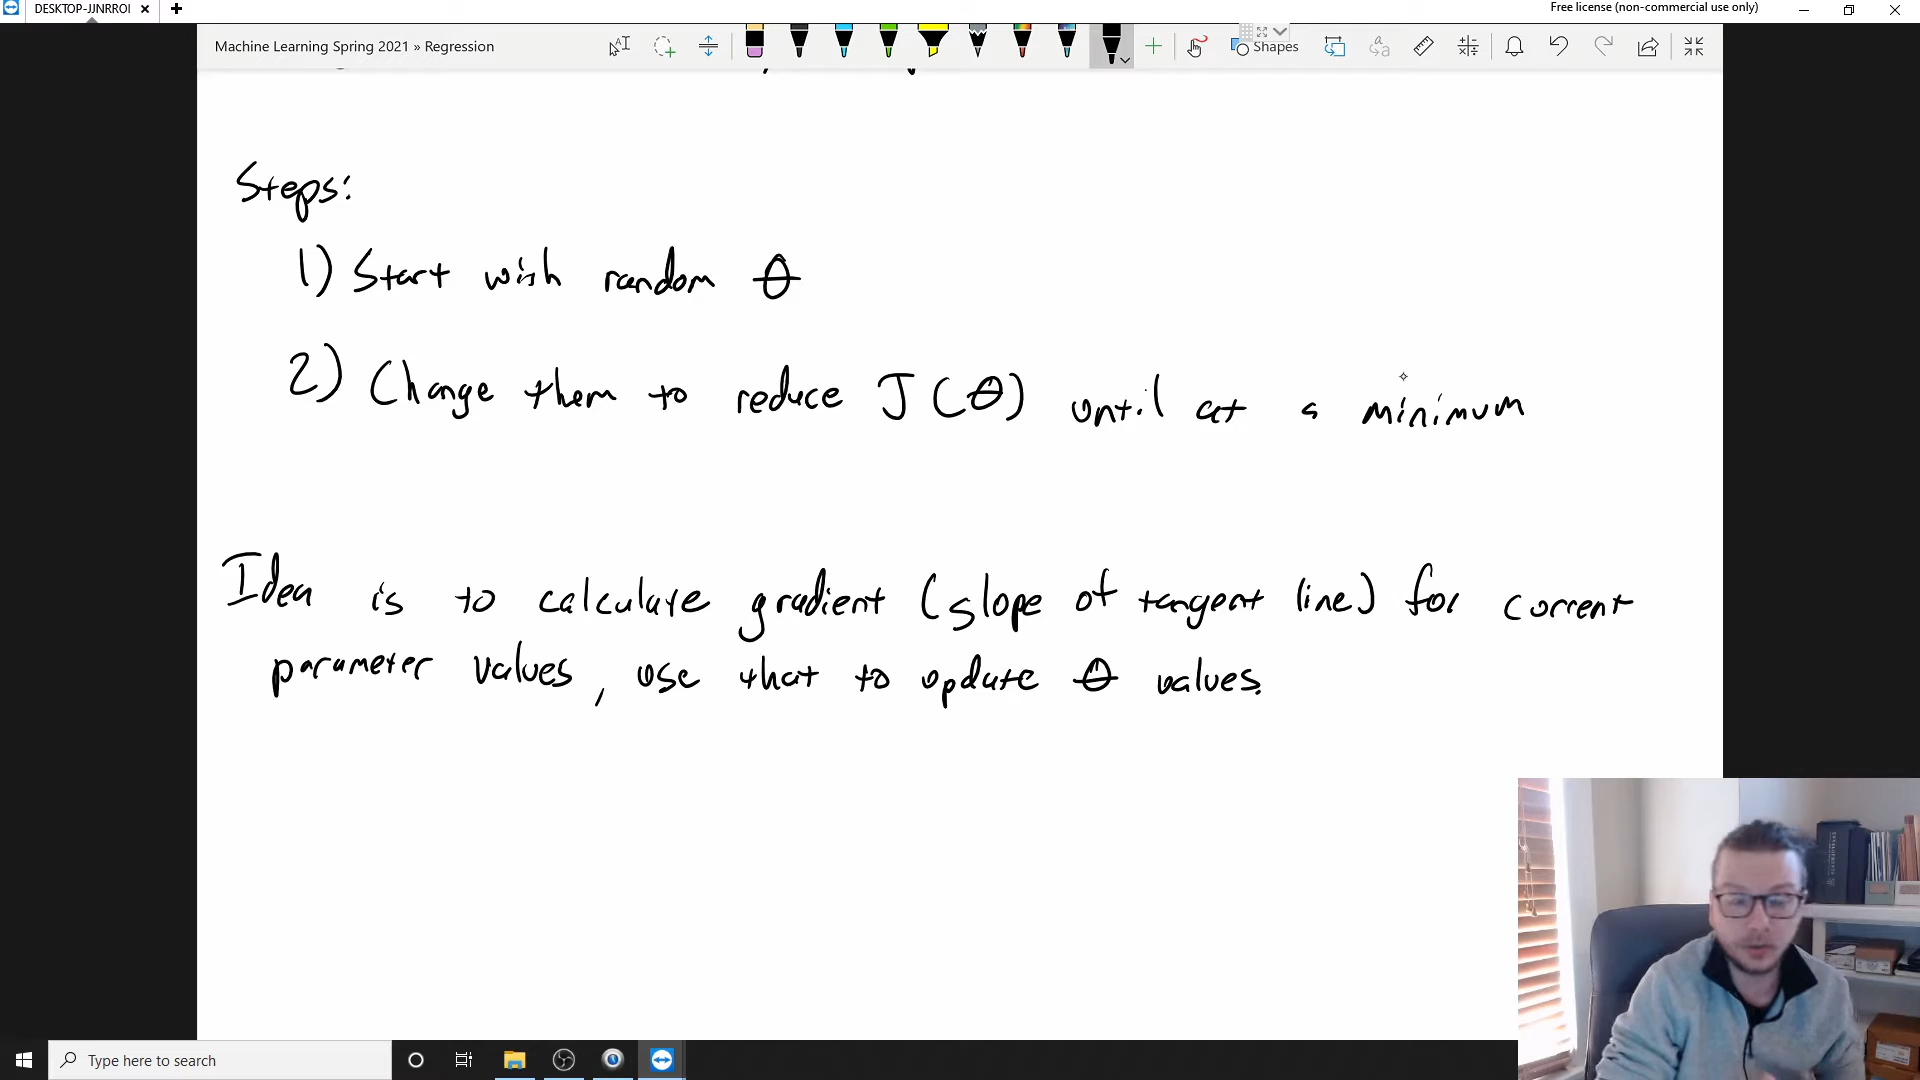 DESKTOP-JJNRROI
Free license (non-commercial use only)
Machine Learning Spring 2021 » Regression
Shapes
Steps:
1) Start with random θ
2) Change them to reduce J(θ) until at a minimum
Idea is to calculate gradient (slope of tangent line) for current
parameter values, use that to update θ values.
Type here to search